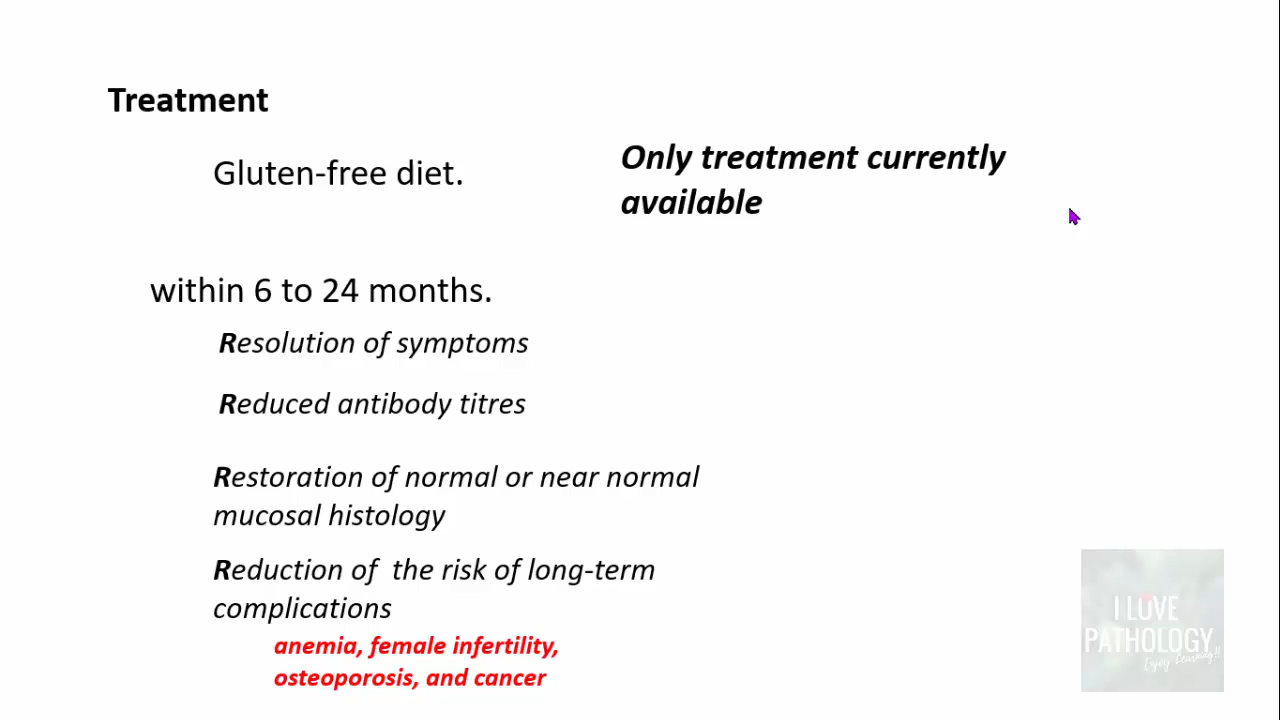 Treatment
Gluten-free diet.
Only treatment currently
available
within 6 to 24 months.
Resolution of symptoms
Reduced antibody titres
Restoration of normal or near normal
mucosal histology
Reduction of  the risk of long-term
complications
anemia, female infertility,
osteoporosis, and cancer
I LOVE
PATHOLOGY
Enjoy Learning!!